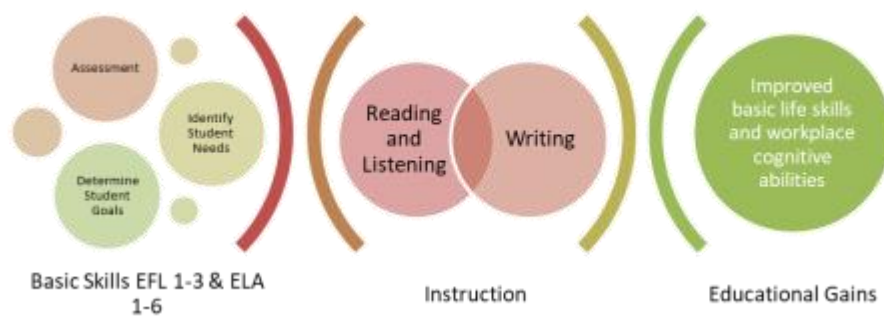 Assessment
Identify
Student
Needs
Determine
Student
Goals
Basic Skills EFL 1-3 & ELA
1-6
Reading
and
Listening
Writing
Instruction
Improved
basic life skills
and workplace
cognitive
abilities
Educational Gains